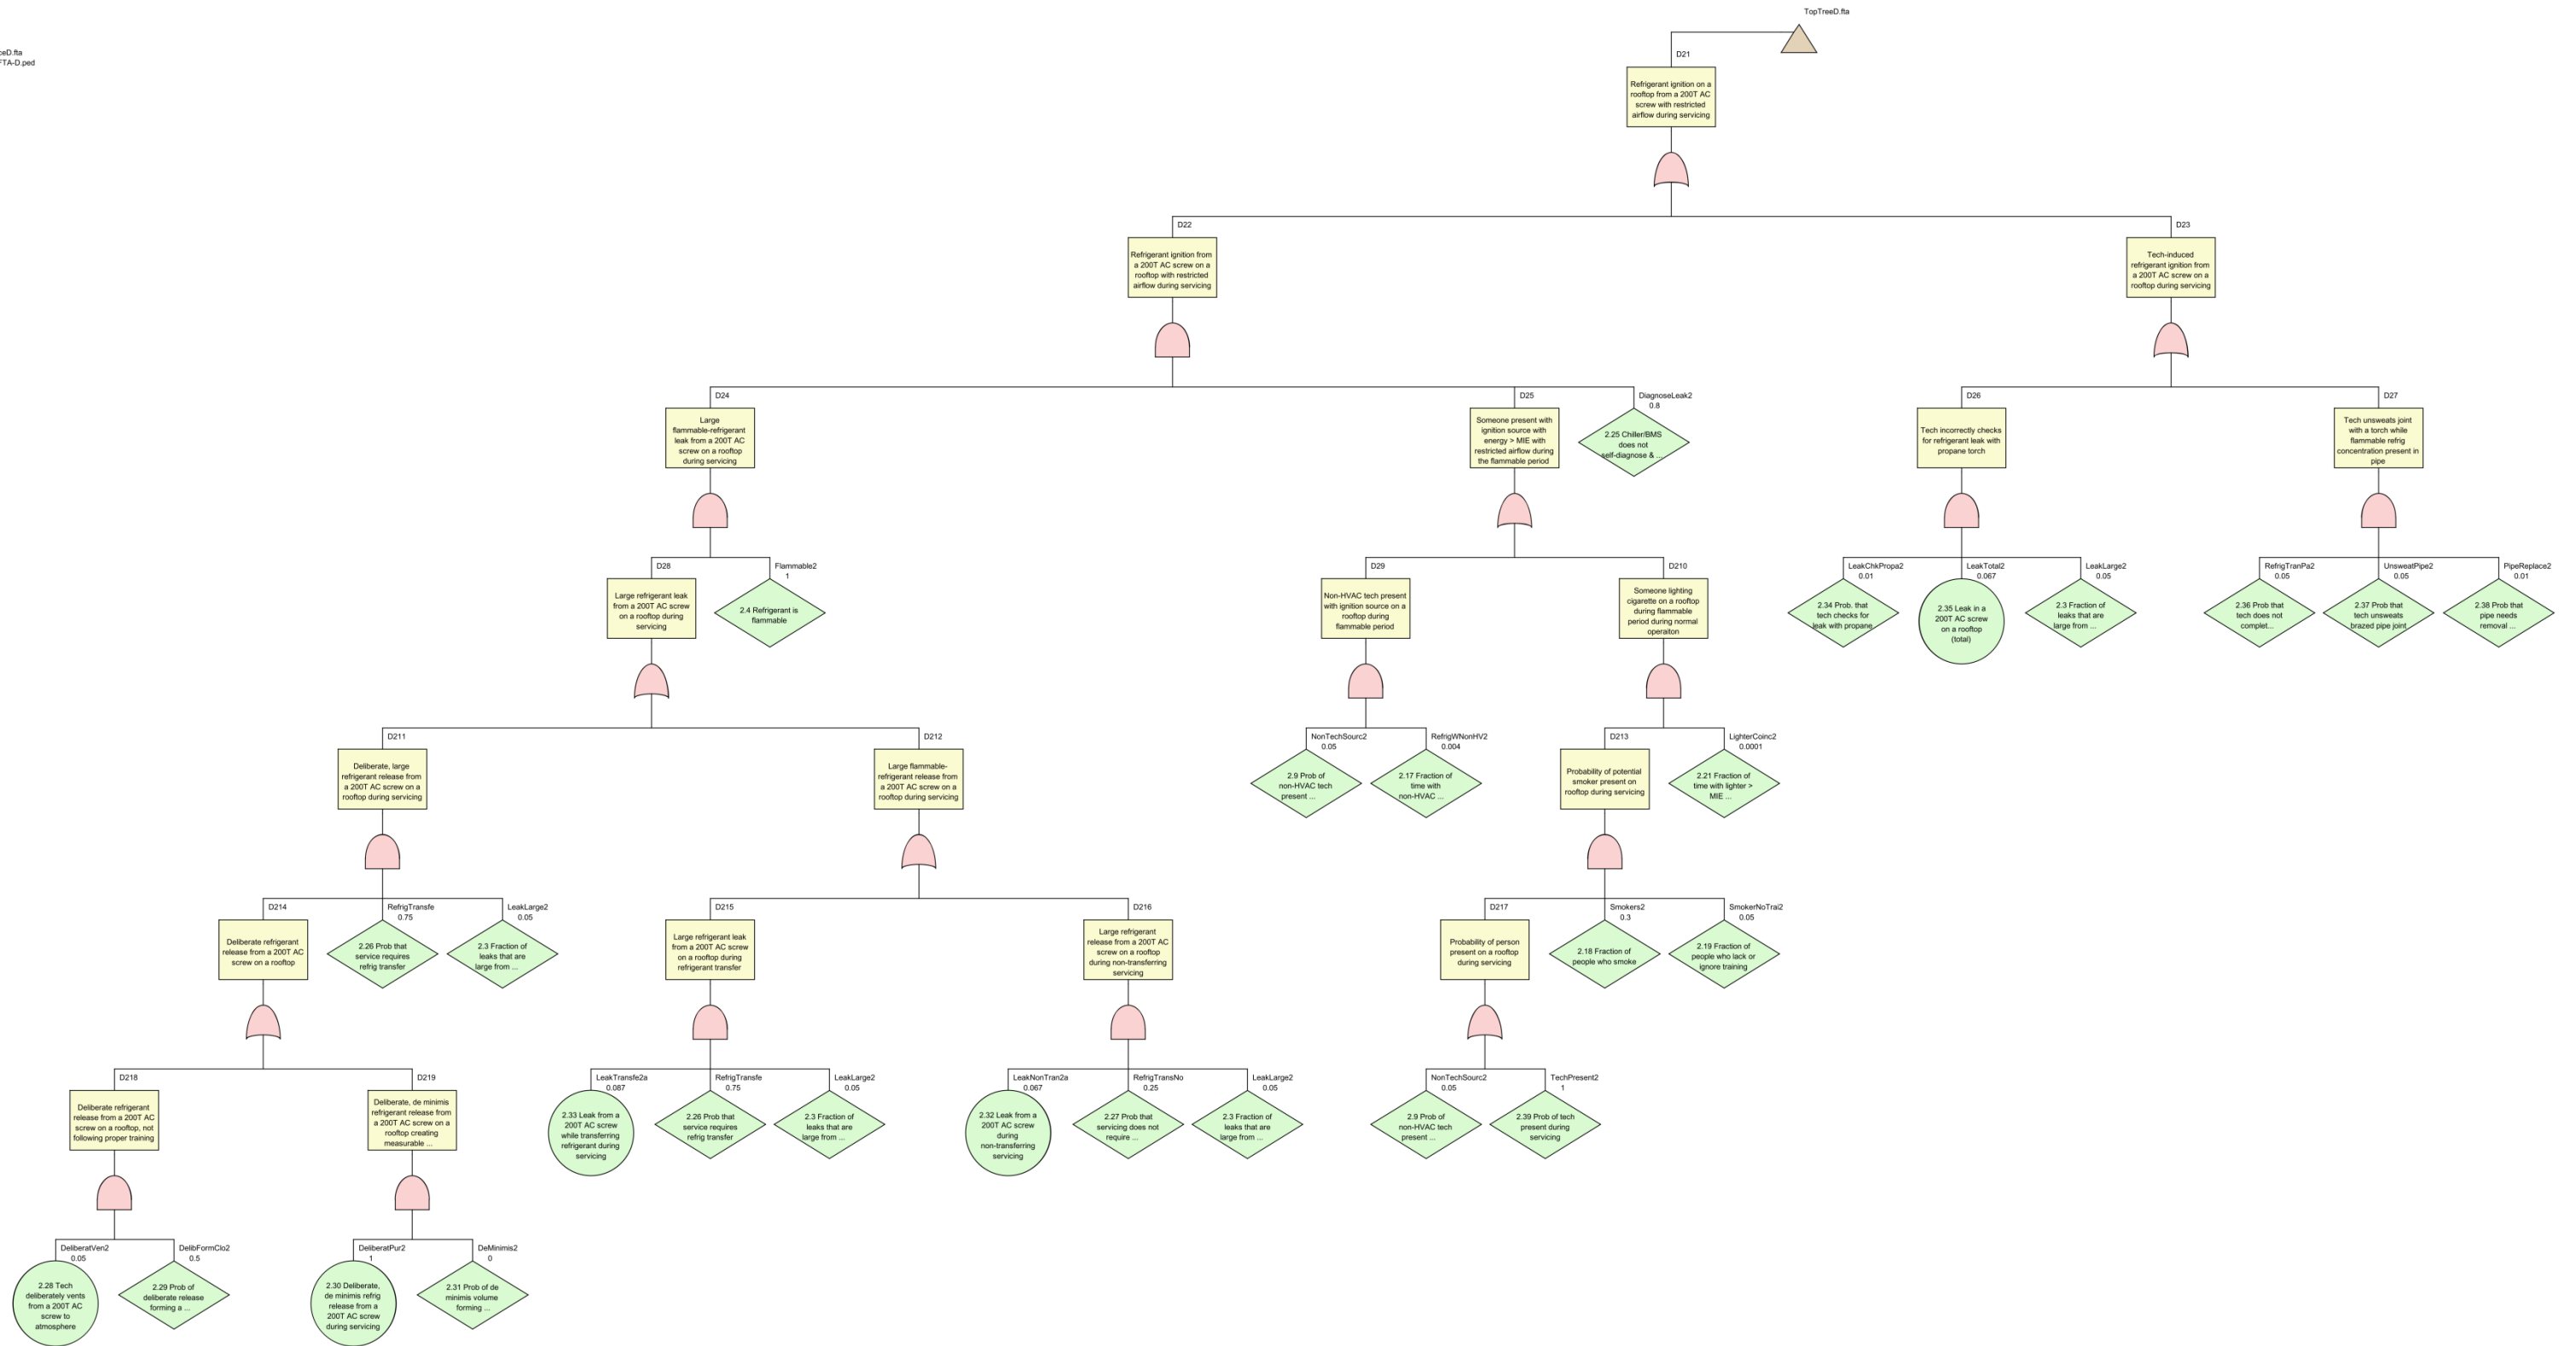 TopTreeD.fta
eeD.fta
FTA-D.ped
D21
Refrigerant ignition on a
rooftop from a 200T AC
screw with restricted
airflow during servicing
D22
Refrigerant ignition from
a 200T AC screw on a
rooftop with restricted
airflow during servicing
D23
Tech-induced
refrigerant ignition from
a 200T AC screw on a
rooftop during servicing
D24
Large
flammable-refrigerant
leak from a 200T AC
screw on a rooftop
during servicing
D25
Someone present with
ignition source with
energy > MIE with
restricted airflow during
the flammable period
DiagnoseLeak2
0.8
2.25 Chiller/BMS
does not
self-diagnose & ...
D26
Tech incorrectly checks
for refrigerant leak with
propane torch
D27
Tech unsweats joint
with a torch while
flammable refrig
concentration present in
pipe
D28
Large refrigerant leak
from a 200T AC screw
on a rooftop during
servicing
Flammable2
1
2.4 Refrigerant is
flammable
D29
Non-HVAC tech present
with ignition source on a
rooftop during
flammable period
D210
Someone lighting
cigarette on a rooftop
during flammable
period during normal
operaiton
LeakChkPropa2
0.01
2.34 Prob. that
tech checks for
leak with propane
LeakTotal2
0.067
2.35 Leak in a
200T AC screw
on a rooftop
(total)
LeakLarge2
0.05
2.3 Fraction of
leaks that are
large from ...
RefrigTranPa2
0.05
2.36 Prob that
tech does not
complet...
UnsweatPipe2
0.05
2.37 Prob that
tech unsweats
brazed pipe joint
PipeReplace2
0.01
2.38 Prob that
pipe needs
removal ...
D211
Deliberate, large
refrigerant release from
a 200T AC screw on a
rooftop during servicing
D212
Large flammable-
refrigerant release from
a 200T AC screw on a
rooftop during servicing
NonTechSourc2
0.05
2.9 Prob of
non-HVAC tech
present ...
RefrigWNonHV2
0.004
2.17 Fraction of
time with
non-HVAC ...
D213
Probability of potential
smoker present on
rooftop during servicing
LighterCoinc2
0.0001
2.21 Fraction of
time with lighter >
MIE ...
D214
Deliberate refrigerant
release from a 200T AC
screw on a rooftop
RefrigTransfe
0.75
2.26 Prob that
service requires
refrig transfer
LeakLarge2
0.05
2.3 Fraction of
leaks that are
large from ...
D215
Large refrigerant leak
from a 200T AC screw
on a rooftop during
refrigerant transfer
D216
Large refrigerant
release from a 200T AC
screw on a rooftop
during non-transferring
servicing
D217
Probability of person
present on a rooftop
during servicing
Smokers2
0.3
2.18 Fraction of
people who smoke
SmokerNoTrai2
0.05
2.19 Fraction of
people who lack or
ignore training
D218
Deliberate refrigerant
release from a 200T AC
screw on a rooftop, not
following proper training
D219
Deliberate, de minimis
refrigerant release from
a 200T AC screw on a
rooftop creating
measurable ...
LeakTransfe2a
0.087
2.33 Leak from a
200T AC screw
while transferring
refrigerant during
servicing
RefrigTransfe
0.75
2.26 Prob that
service requires
refrig transfer
LeakLarge2
0.05
2.3 Fraction of
leaks that are
large from ...
LeakNonTran2a
0.067
2.32 Leak from a
200T AC screw
during
non-transferring
servicing
RefrigTransNo
0.25
2.27 Prob that
servicing does not
require ...
LeakLarge2
0.05
2.3 Fraction of
leaks that are
large from ...
NonTechSourc2
0.05
2.9 Prob of
non-HVAC tech
present ...
TechPresent2
1
2.39 Prob of tech
present during
servicing
DeliberatVen2
0.05
2.28 Tech
deliberately vents
from a 200T AC
screw to
atmosphere
DelibFormClo2
0.5
2.29 Prob of
deliberate release
forming a ...
DeliberatPur2
1
2.30 Deliberate,
de minimis refrig
release from a
200T AC screw
during servicing
DeMinimis2
0
2.31 Prob of de
minimis volume
forming ...